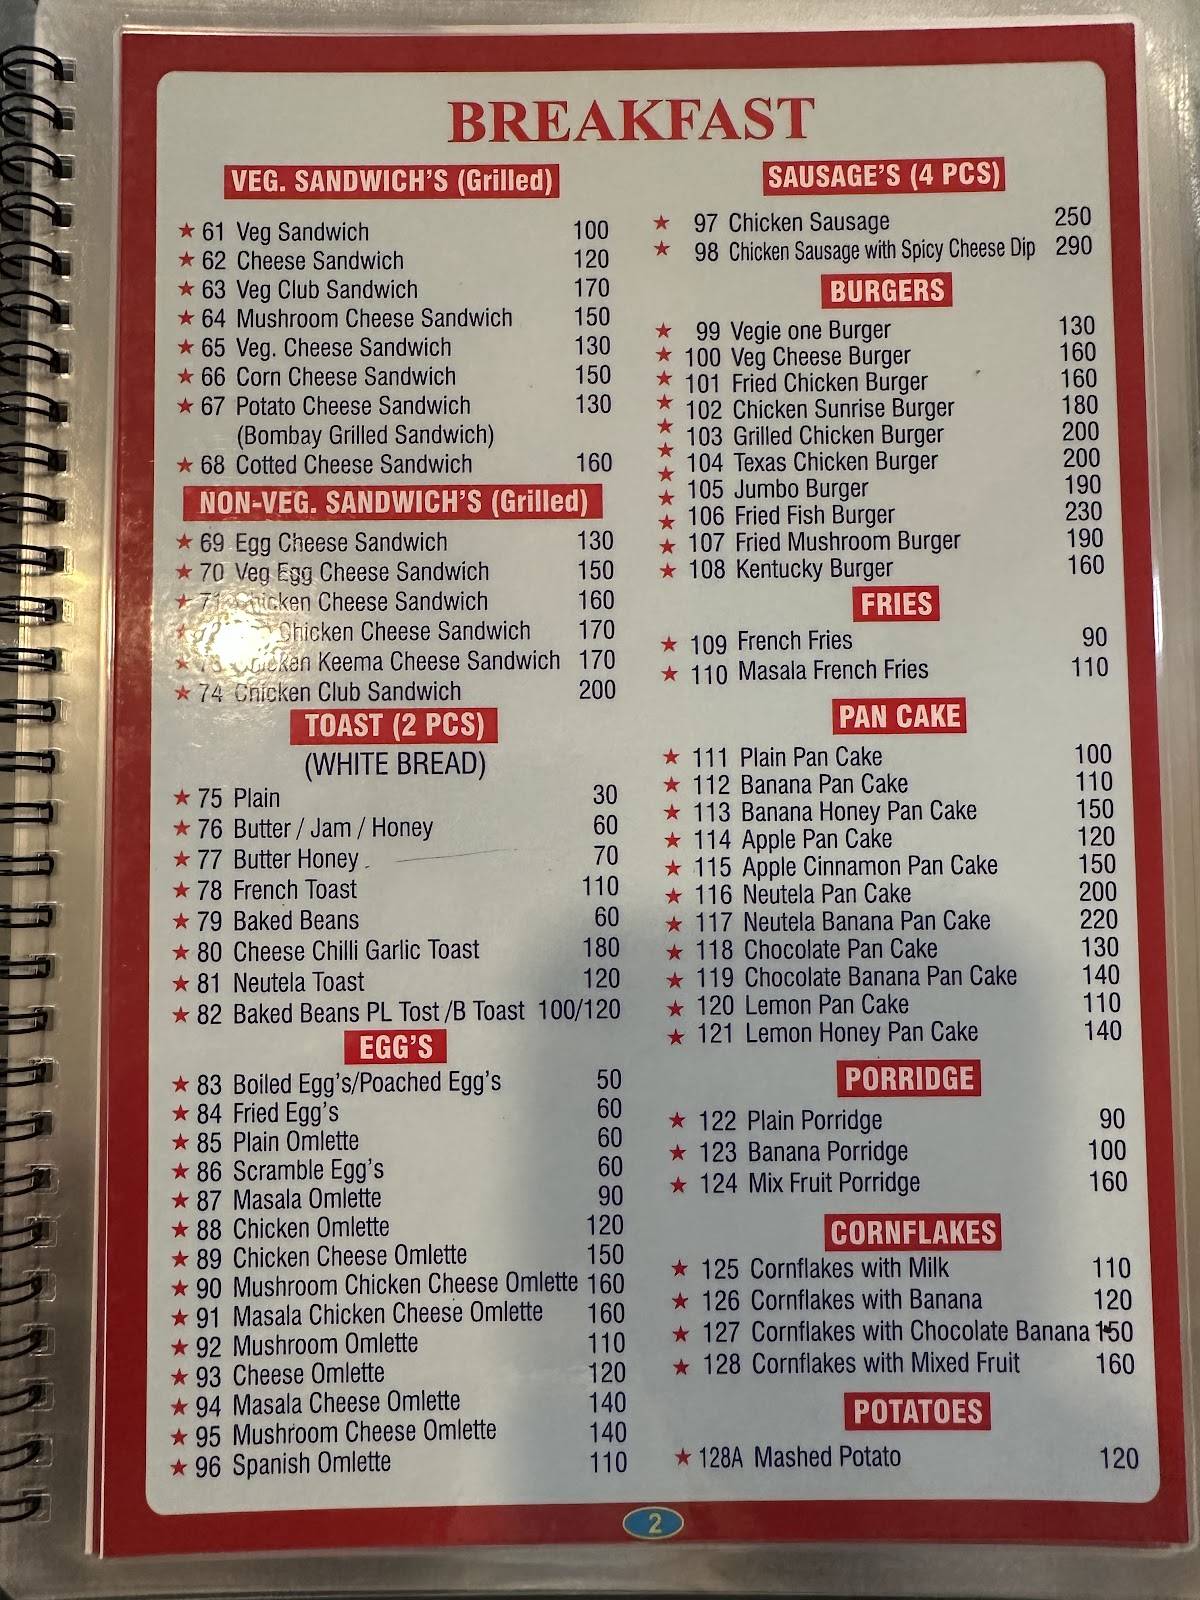 BREAKFAST
VEG. SANDWICH'S (Grilled)
★ 61 Veg Sandwich 100
★ 62 Cheese Sandwich 120
★ 63 Veg Club Sandwich 170
★ 64 Mushroom Cheese Sandwich 150
★ 65 Veg. Cheese Sandwich 130
★ 66 Corn Cheese Sandwich 150
★ 67 Potato Cheese Sandwich 130
(Bombay Grilled Sandwich)
★ 68 Cotted Cheese Sandwich 160
NON-VEG. SANDWICH'S (Grilled)
★ 69 Egg Cheese Sandwich 130
★ 70 Veg Egg Cheese Sandwich 150
★ 71 Chicken Cheese Sandwich 160
★ Chicken Cheese Sandwich 170
★ 73 Chicken Keema Cheese Sandwich 170
★ 74 Chicken Club Sandwich 200
TOAST (2 PCS)
(WHITE BREAD)
★ 75 Plain 30
★ 76 Butter / Jam / Honey 60
★ 77 Butter Honey 70
★ 78 French Toast 110
★ 79 Baked Beans 60
★ 80 Cheese Chilli Garlic Toast 180
★ 81 Neutela Toast 120
★ 82 Baked Beans PL Tost /B Toast 100/120
EGG'S
★ 83 Boiled Egg's/Poached Egg's 50
★ 84 Fried Egg's 60
★ 85 Plain Omlette 60
★ 86 Scramble Egg's 60
★ 87 Masala Omlette 90
★ 88 Chicken Omlette 120
★ 89 Chicken Cheese Omlette 150
★ 90 Mushroom Chicken Cheese Omlette 160
★ 91 Masala Chicken Cheese Omlette 160
★ 92 Mushroom Omlette 110
★ 93 Cheese Omlette 120
★ 94 Masala Cheese Omlette 140
★ 95 Mushroom Cheese Omlette 140
★ 96 Spanish Omlette 110
SAUSAGE'S (4 PCS)
★ 97 Chicken Sausage 250
★ 98 Chicken Sausage with Spicy Cheese Dip 290
BURGERS
★ 99 Vegie one Burger 130
★ 100 Veg Cheese Burger 160
★ 101 Fried Chicken Burger 160
★ 102 Chicken Sunrise Burger 180
★ 103 Grilled Chicken Burger 200
★ 104 Texas Chicken Burger 200
★ 105 Jumbo Burger 190
★ 106 Fried Fish Burger 230
★ 107 Fried Mushroom Burger 190
★ 108 Kentucky Burger 160
FRIES
★ 109 French Fries 90
★ 110 Masala French Fries 110
PAN CAKE
★ 111 Plain Pan Cake 100
★ 112 Banana Pan Cake 110
★ 113 Banana Honey Pan Cake 150
★ 114 Apple Pan Cake 120
★ 115 Apple Cinnamon Pan Cake 150
★ 116 Neutela Pan Cake 200
★ 117 Neutela Banana Pan Cake 220
★ 118 Chocolate Pan Cake 130
★ 119 Chocolate Banana Pan Cake 140
★ 120 Lemon Pan Cake 110
★ 121 Lemon Honey Pan Cake 140
PORRIDGE
★ 122 Plain Porridge 90
★ 123 Banana Porridge 100
★ 124 Mix Fruit Porridge 160
CORNFLAKES
★ 125 Cornflakes with Milk 110
★ 126 Cornflakes with Banana 120
★ 127 Cornflakes with Chocolate Banana 150
★ 128 Cornflakes with Mixed Fruit 160
POTATOES
★ 128A Mashed Potato 120
2